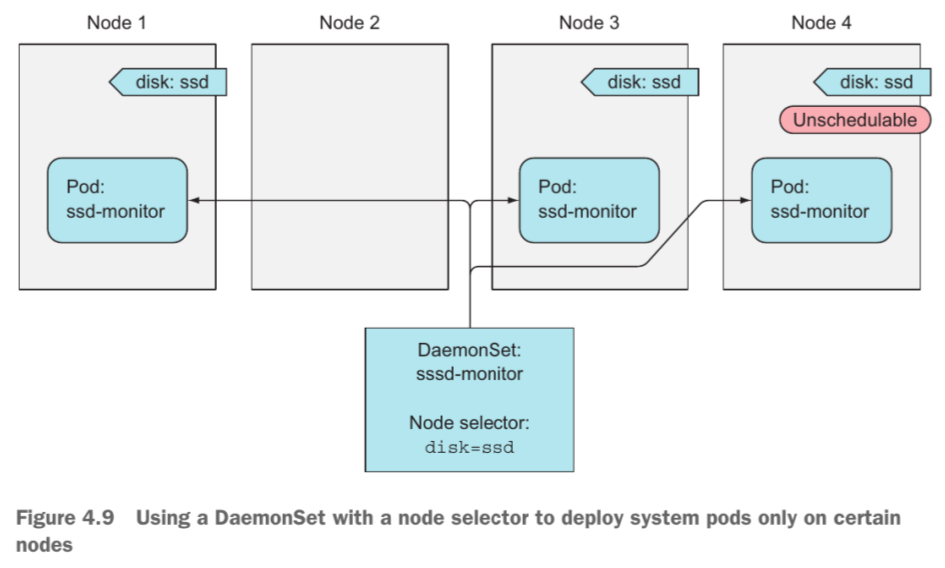 Node 1
Node 2
Node 3
Node 4
disk: ssd
disk: ssd
disk: ssd
Unschedulable
Pod:
ssd-monitor
Pod:
ssd-monitor
Pod:
ssd-monitor
DaemonSet:
sssd-monitor
Node selector:
disk=ssd
Figure 4.9 Using a DaemonSet with a node selector to deploy system pods only on certain
nodes